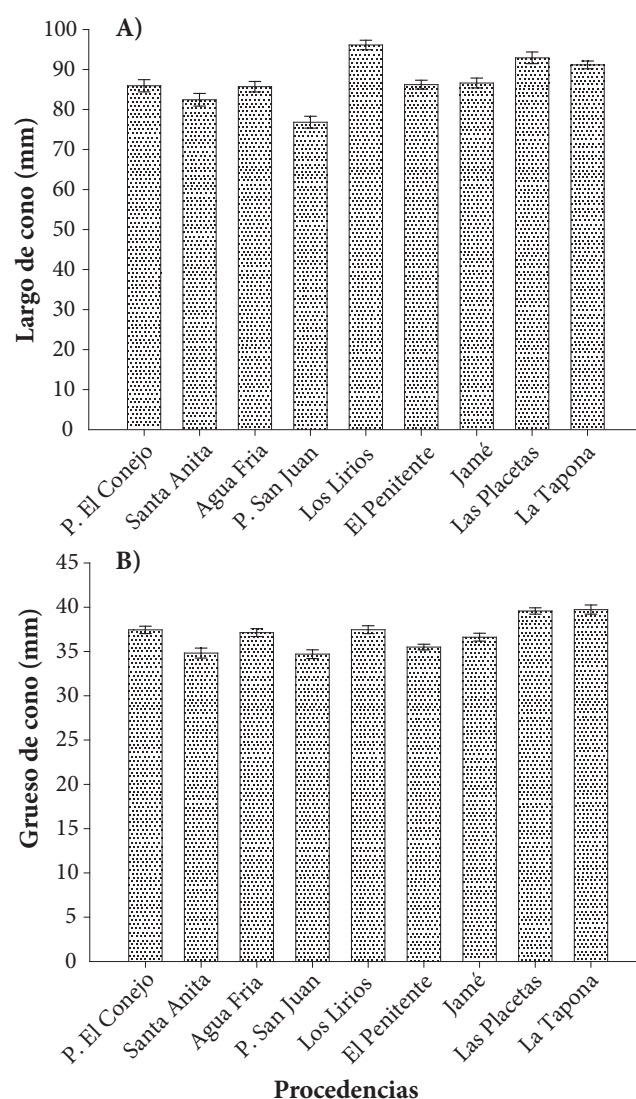 A)
Largo de cono (mm)
100
90
80
70
60
50
40
30
20
10
0
P. El Conejo
Santa Anita
Agua Fria
P. San Juan
Los Lirios
El Penitente
Jamé
Las Placetas
La Tapona
B)
Grueso de cono (mm)
45
40
35
30
25
20
15
10
5
0
P. El Conejo
Santa Anita
Agua Fria
P. San Juan
Los Lirios
El Penitente
Jamé
Las Placetas
La Tapona
Procedencias